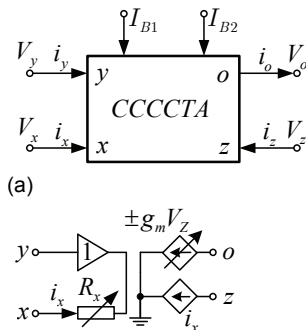 I_B1 I_B2
V_y i_y y o i_o V_o
CCCCTA
V_x i_x x z i_z V_z
(a)
±g_mV_Z
y 1 o
i_x R_x
x i_x z